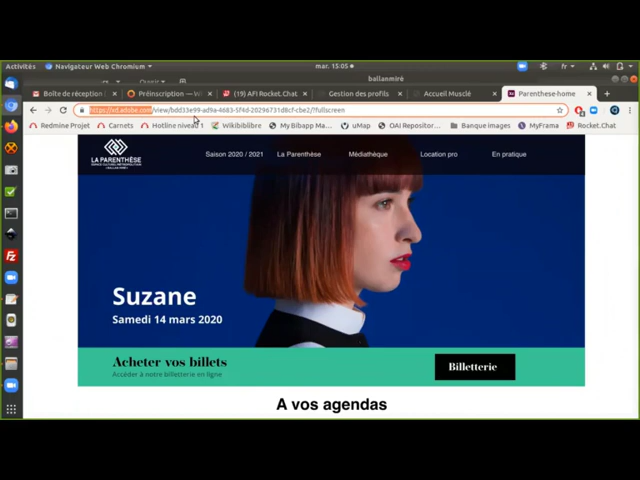 Activités
Navigateur Web Chromium
mar. 15:05
fr
ballanmiré
Boîte de réception
Préinscription — W
(19) AFI Rocket.Chat
Gestion des profils
Accueil Musclé
Parenthese-home
https://xd.adobe.com/view/bdd33e99-ad9a-4683-5f4d-20296731d8cf-cbe2/?fullscreen
Redmine Projet
Carnets
Hotline niveau 1
Wikibiblibre
My Bibapp Ma...
uMap
OAI Repositor...
Banque images
MyFrama
Rocket.Chat
LA PARENTHÈSE
Saison 2020 / 2021
La Parenthèse
Médiathèque
Location pro
En pratique
Suzane
Samedi 14 mars 2020
Acheter vos billets
Accéder à notre billetterie en ligne
Billetterie
A vos agendas